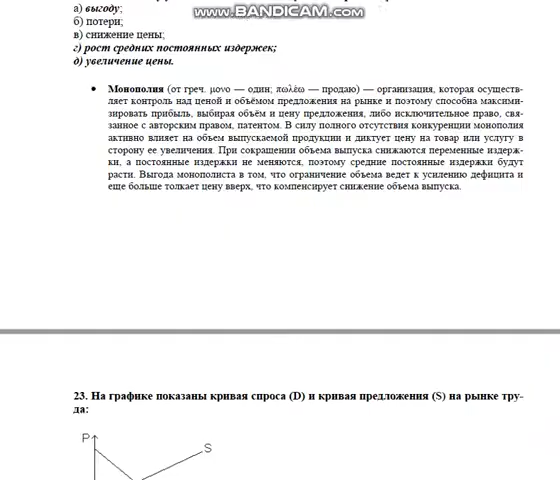 www.BANDICAM.com
а) выгоду;
б) потери;
в) снижение цены;
г) рост средних постоянных издержек;
д) увеличение цены.
• Монополия (от греч. μονο — один; πωλέω — продаю) — организация, которая осуществ-
ляет контроль над ценой и объёмом предложения на рынке и поэтому способна максими-
зировать прибыль, выбирая объём и цену предложения, либо исключительное право, свя-
занное с авторским правом, патентом. В силу полного отсутствия конкуренции монополия
активно влияет на объем выпускаемой продукции и диктует цену на товар или услугу в
сторону ее увеличения. При сокращении объема выпуска снижаются переменные издерж-
ки, а постоянные издержки не меняются, поэтому средние постоянные издержки будут
расти. Выгода монополиста в том, что ограничение объема ведет к усилению дефицита и
еще больше толкает цену вверх, что компенсирует снижение объема выпуска.
23. На графике показаны кривая спроса (D) и кривая предложения (S) на рынке тру-
да:
P
S